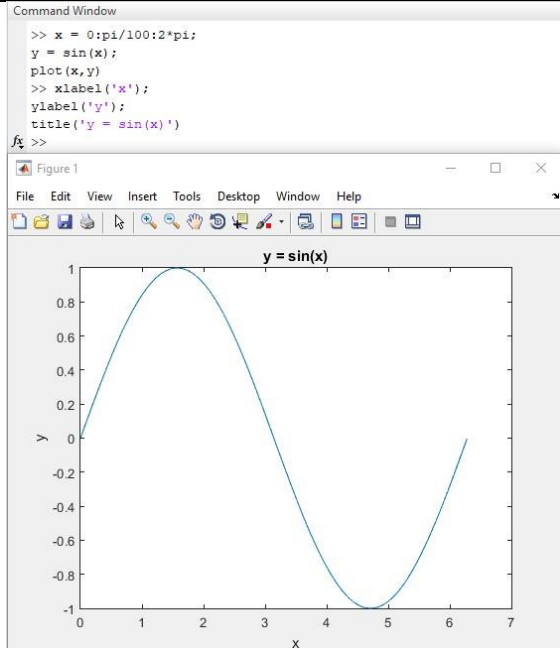 Command Window
>> x = 0:pi/100:2*pi;
y = sin(x);
plot(x,y)
>> xlabel('x');
ylabel('y');
title('y = sin(x)')
fx >>
Figure 1
File Edit View Insert Tools Desktop Window Help
y = sin(x)
1
0.8
0.6
0.4
0.2
0
-0.2
-0.4
-0.6
-0.8
-1
y
0 1 2 3 4 5 6 7
x